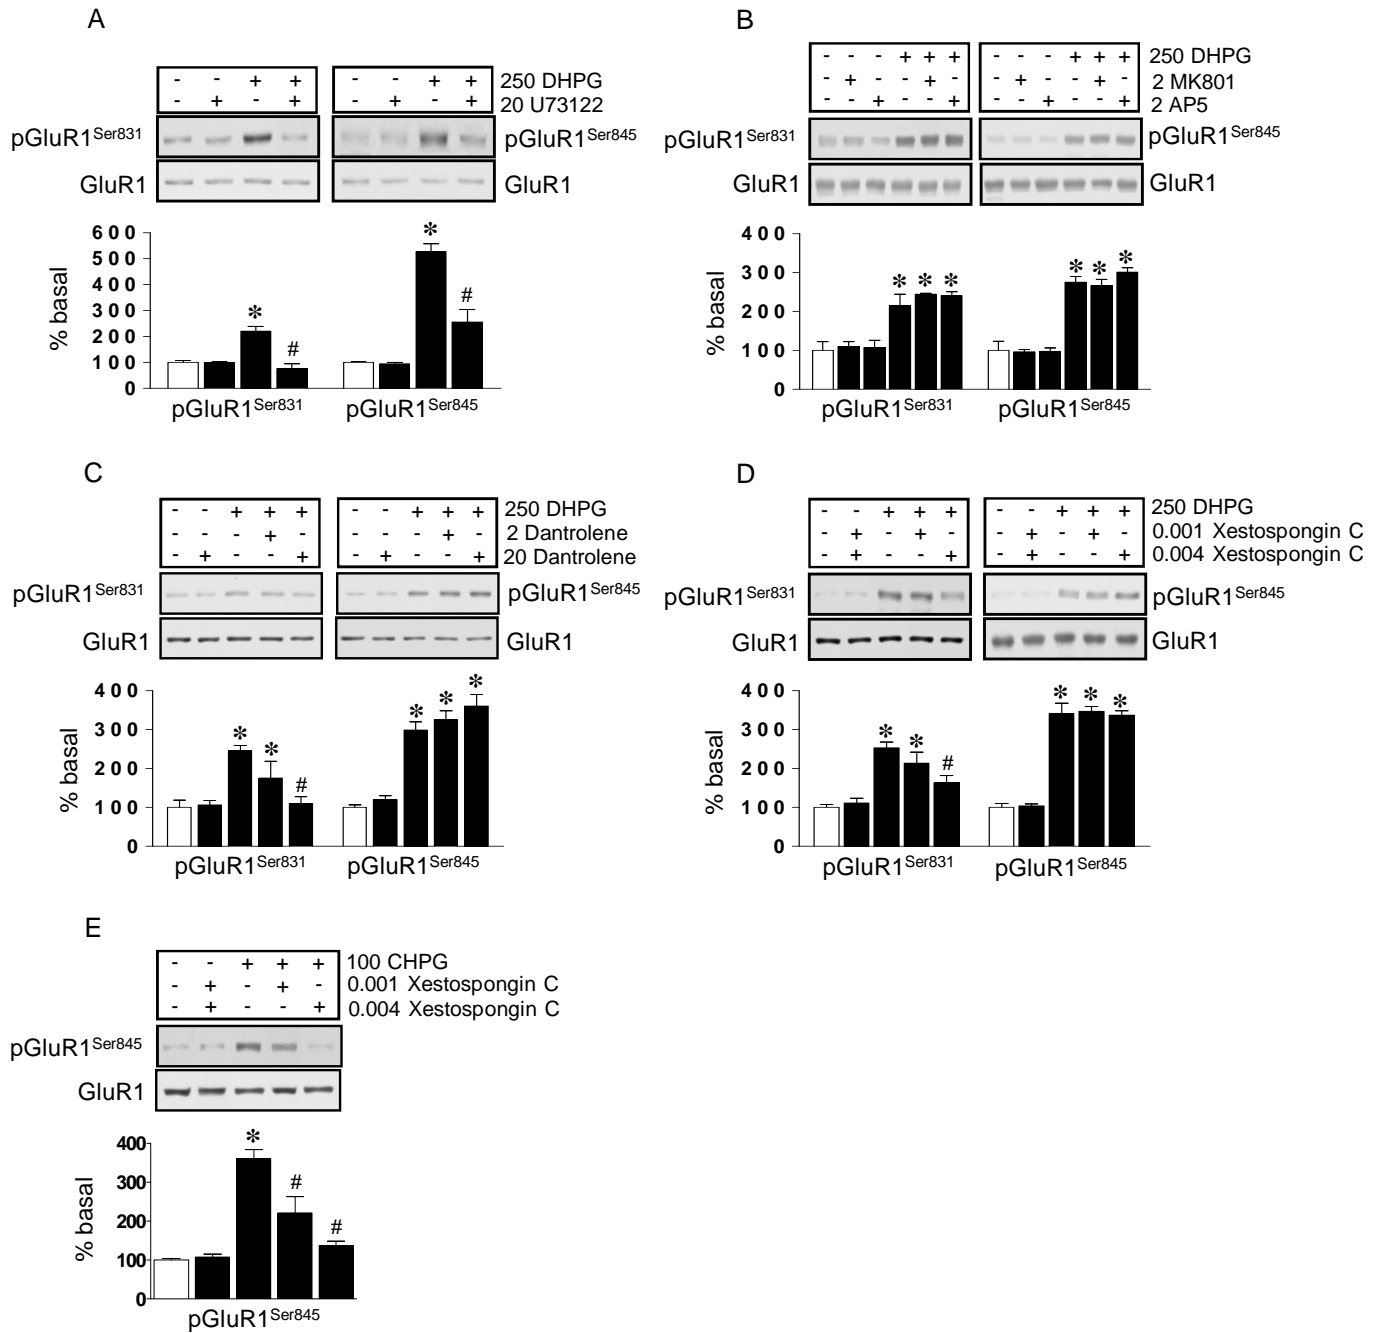 A
- - + + - - + + 250 DHPG
- + - + - + - + 20 U73122
pGluR1Ser831 pGluR1Ser845
GluR1 GluR1
600
500
400
300
200
100
0
% basal
* # * #
pGluR1Ser831 pGluR1Ser845
B
- - - + + + - - - + + + 250 DHPG
- + - - + - - + - - + - 2 MK801
- - + - - + - - + - - + 2 AP5
pGluR1Ser831 pGluR1Ser845
GluR1 GluR1
400
300
200
100
0
% basal
* * * * * *
pGluR1Ser831 pGluR1Ser845
C
- - + + + - - + + + 250 DHPG
- - - + - - - - + - 2 Dantrolene
- + - - + - + - - + 20 Dantrolene
pGluR1Ser831 pGluR1Ser845
GluR1 GluR1
400
300
200
100
0
% basal
* * # * * *
pGluR1Ser831 pGluR1Ser845
D
- - + + + - - + + + 250 DHPG
- + - + - - + - + - 0.001 Xestospongin C
- + - - + - + - - + 0.004 Xestospongin C
pGluR1Ser831 pGluR1Ser845
GluR1 GluR1
400
300
200
100
0
% basal
* * # * * *
pGluR1Ser831 pGluR1Ser845
E
- - + + + 100 CHPG
- + - + - 0.001 Xestospongin C
- + - - + 0.004 Xestospongin C
pGluR1Ser845
GluR1
400
300
200
100
0
% basal
* # #
pGluR1Ser845